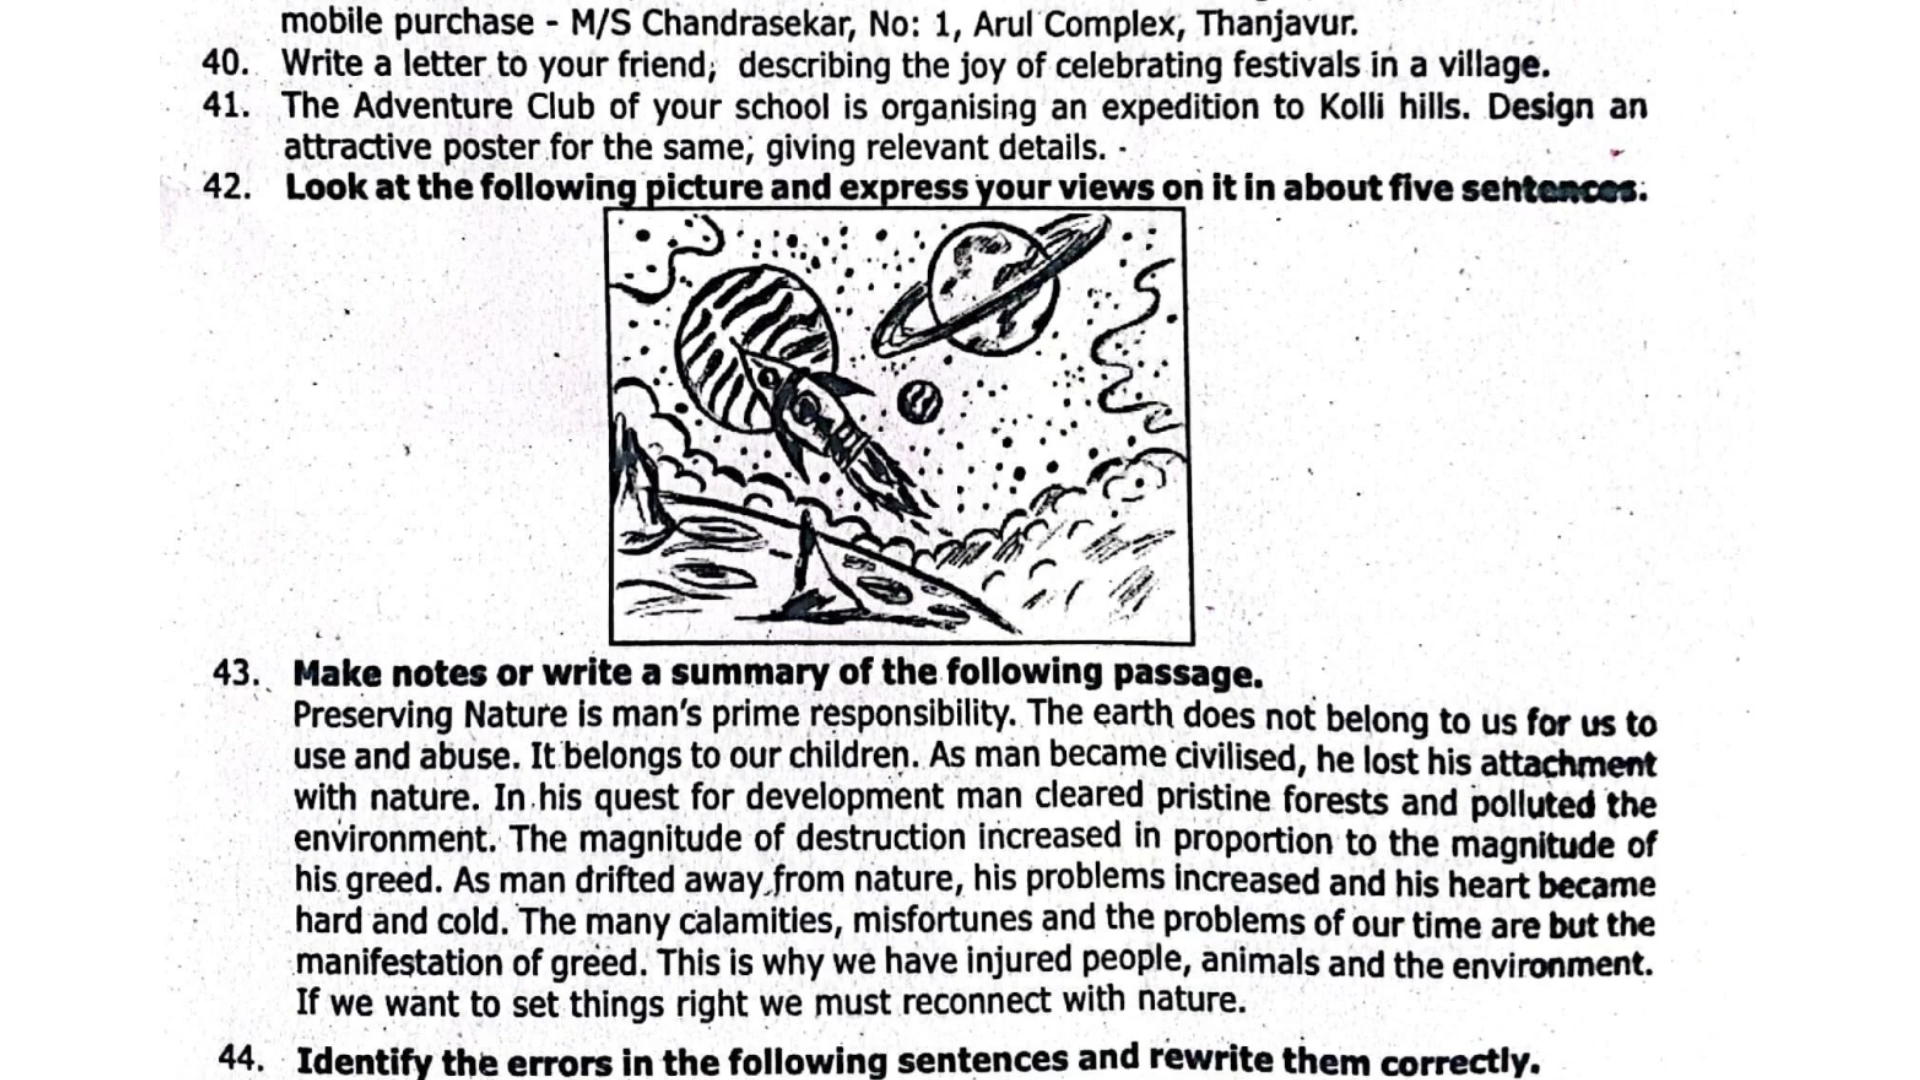 mobile purchase - M/S Chandrasekar, No: 1, Arul Complex, Thanjavur.
40. Write a letter to your friend; describing the joy of celebrating festivals in a village.
41. The Adventure Club of your school is organising an expedition to Kolli hills. Design an
attractive poster for the same, giving relevant details.
42. Look at the following picture and express your views on it in about five sentences.
43. Make notes or write a summary of the following passage.
Preserving Nature is man's prime responsibility. The earth does not belong to us for us to
use and abuse. It belongs to our children. As man became civilised, he lost his attachment
with nature. In his quest for development man cleared pristine forests and polluted the
environment. The magnitude of destruction increased in proportion to the magnitude of
his greed. As man drifted away from nature, his problems increased and his heart became
hard and cold. The many calamities, misfortunes and the problems of our time are but the
manifestation of greed. This is why we have injured people, animals and the environment.
If we want to set things right we must reconnect with nature.
44. Identify the errors in the following sentences and rewrite them correctly.